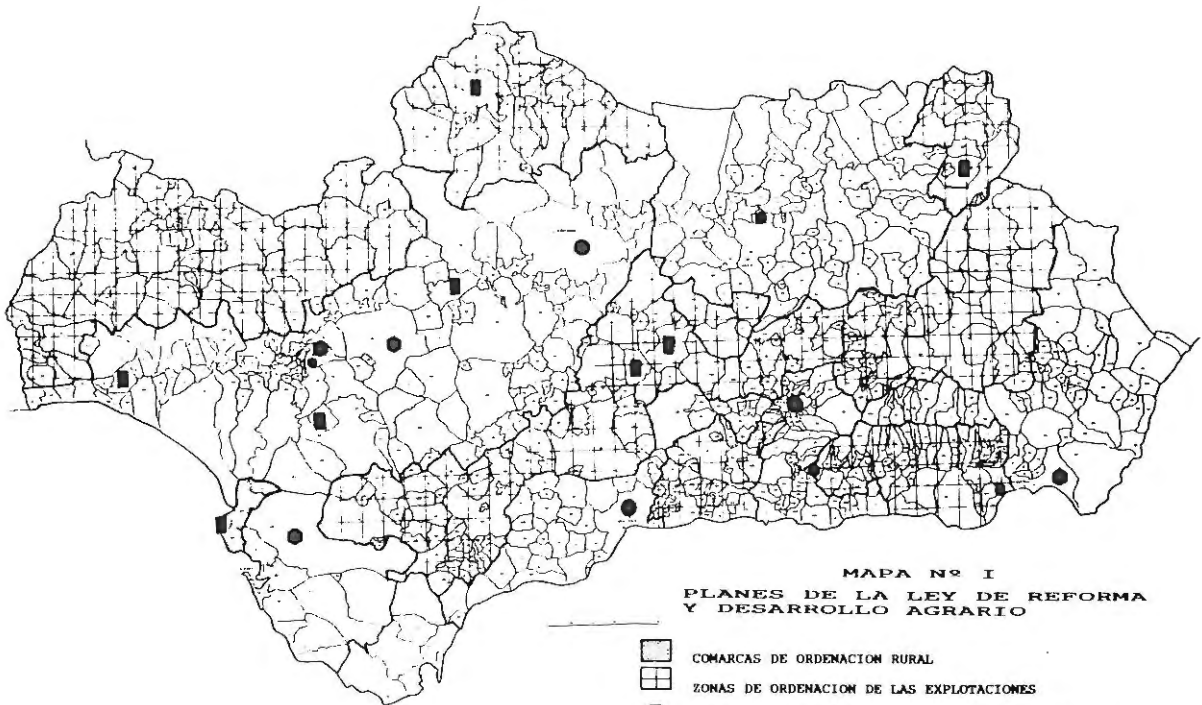 MAPA Nº I
PLANES DE LA LEY DE REFORMA
Y DESARROLLO AGRARIO
COMARCAS DE ORDENACION RURAL
ZONAS DE ORDENACION DE LAS EXPLOTACIONES